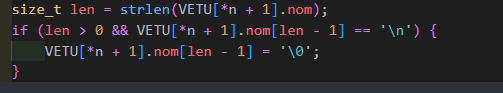 size_t len = strlen(VETU[*n + 1].nom);
if (len > 0 && VETU[*n + 1].nom[len - 1] == '\n') {
    VETU[*n + 1].nom[len - 1] = '\0';
}